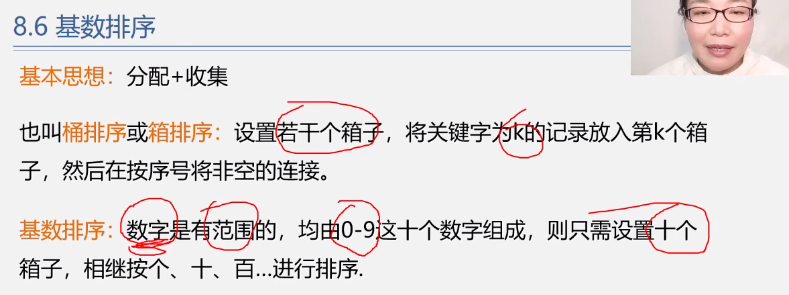 8.6 基数排序
基本思想：分配+收集
也叫桶排序或箱排序：设置若干个箱子，将关键字为k的记录放入第k个箱
子，然后在按序号将非空的连接。
基数排序：数字是有范围的，均由0-9这十个数字组成，则只需设置十个
箱子，相继按个、十、百...进行排序.